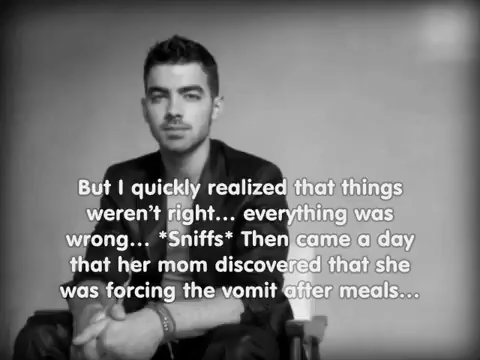 But I quickly realized that things
weren't right... everything was
wrong... *Sniffs* Then came a day
that her mom discovered that she
was forcing the vomit after meals...